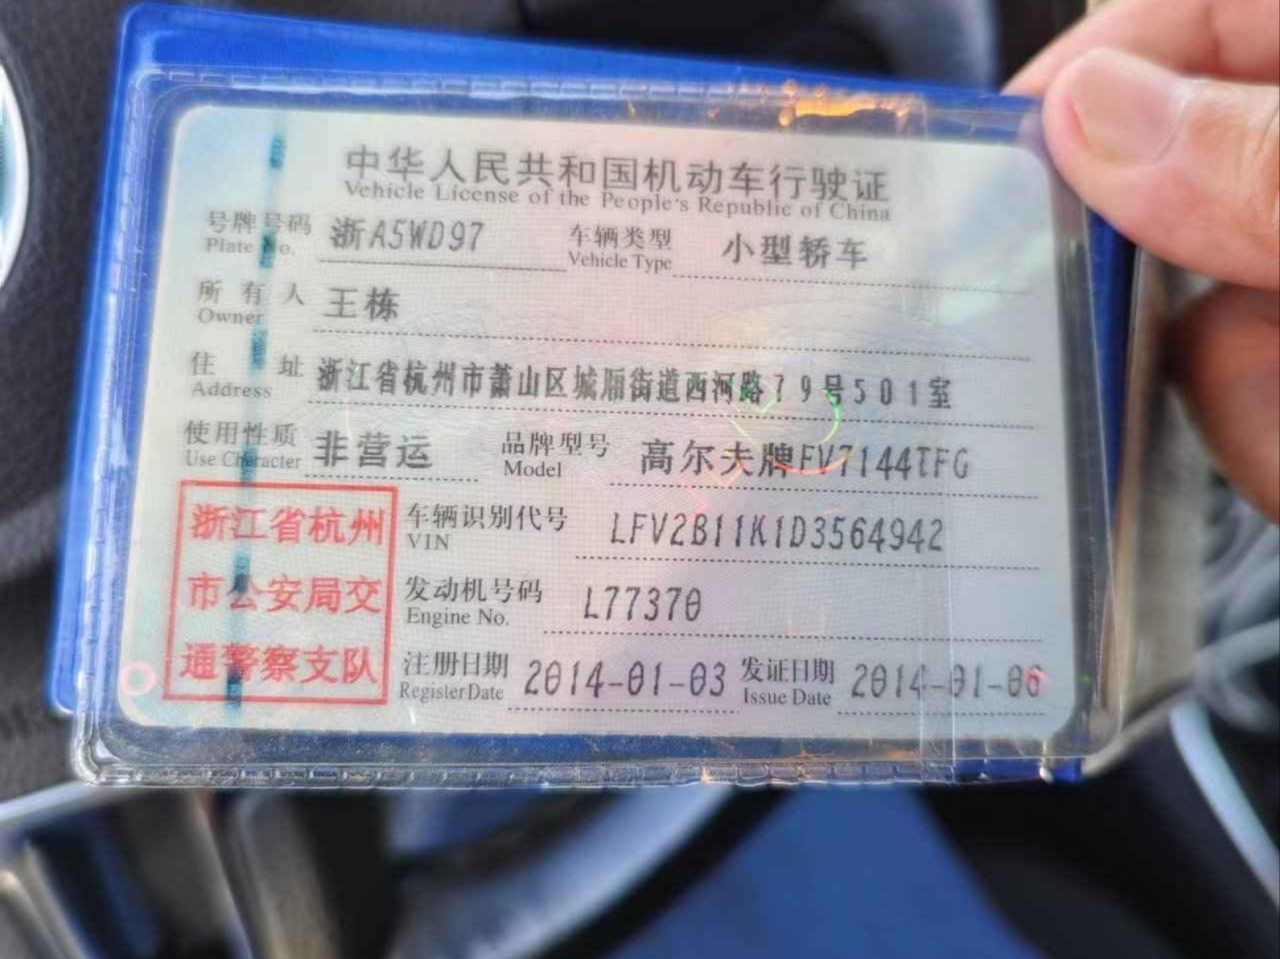 中华人民共和国机动车行驶证
Vehicle License of the People's Republic of China
号牌号码 浙A5WD97 车辆类型 小型轿车
Plate No. Vehicle Type
所有人 王栋
Owner
住址 浙江省杭州市萧山区城厢街道西河路79号501室
Address
使用性质 非营运 品牌型号 高尔夫牌FV7144TFG
Use Character Model
浙江省杭州
市公安局交
通警察支队
车辆识别代号 LFV2B11K1D3564942
VIN
发动机号码 L77370
Engine No.
注册日期 2014-01-03 发证日期 2014-01-06
Register Date Issue Date